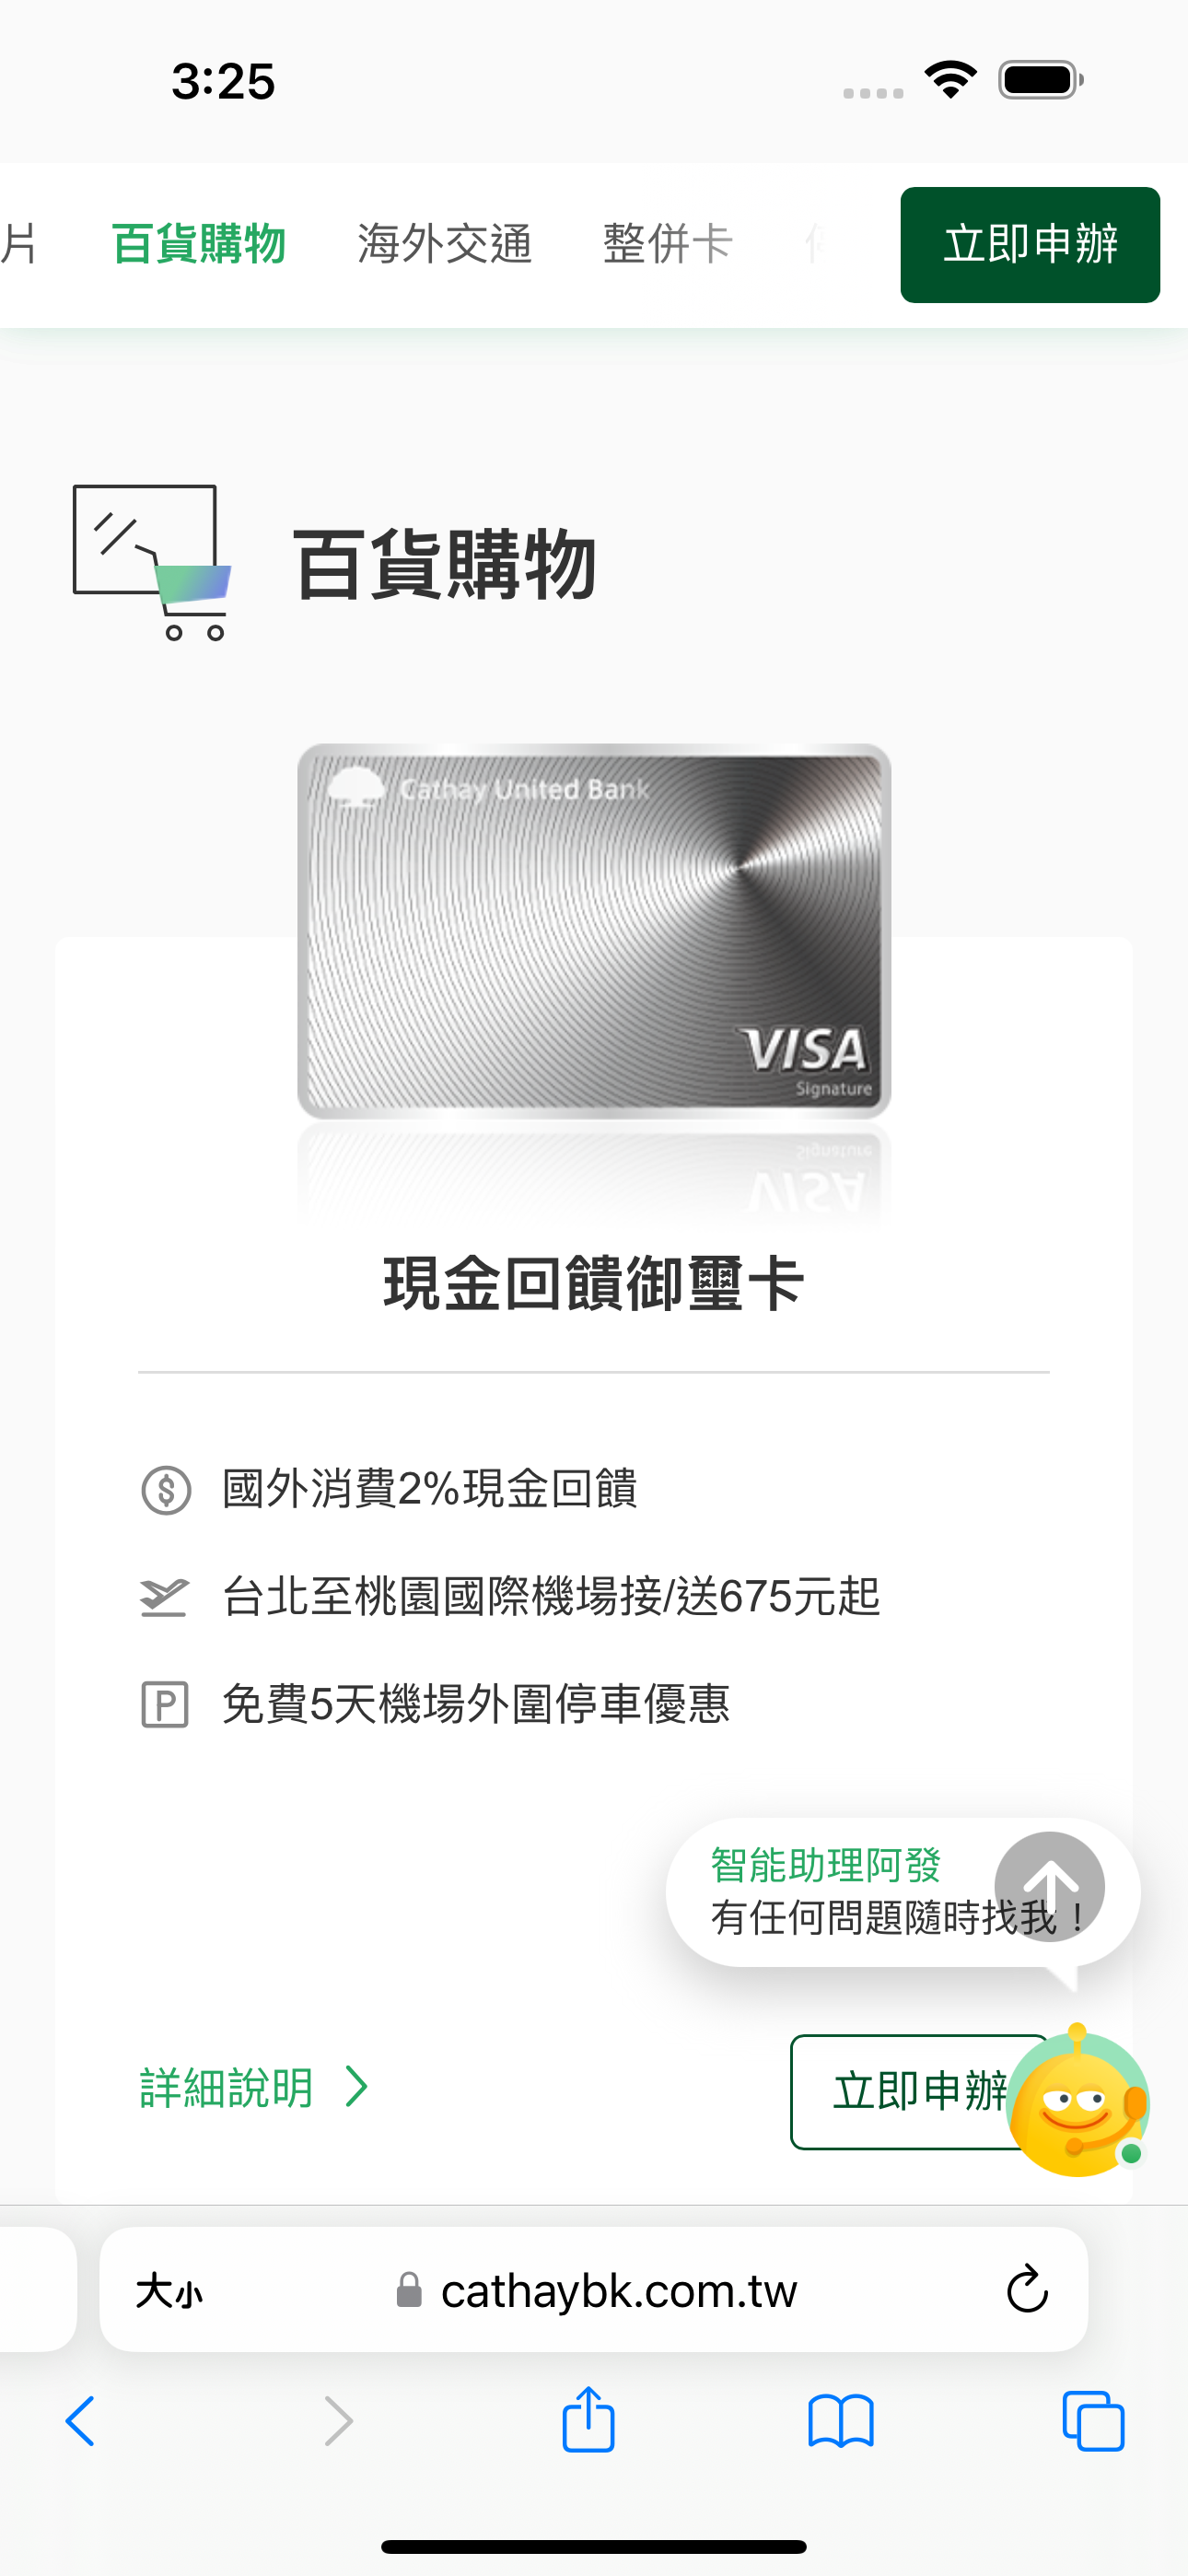 3:25
片 百貨購物 海外交通 整併卡 立即申辦
百貨購物
Cathay United Bank
VISA
Signature
現金回饋御璽卡
國外消費2%現金回饋
台北至桃園國際機場接/送675元起
P 免費5天機場外圍停車優惠
智能助理阿發
有任何問題隨時找我！
詳細說明 立即申辦
大小 cathaybk.com.tw